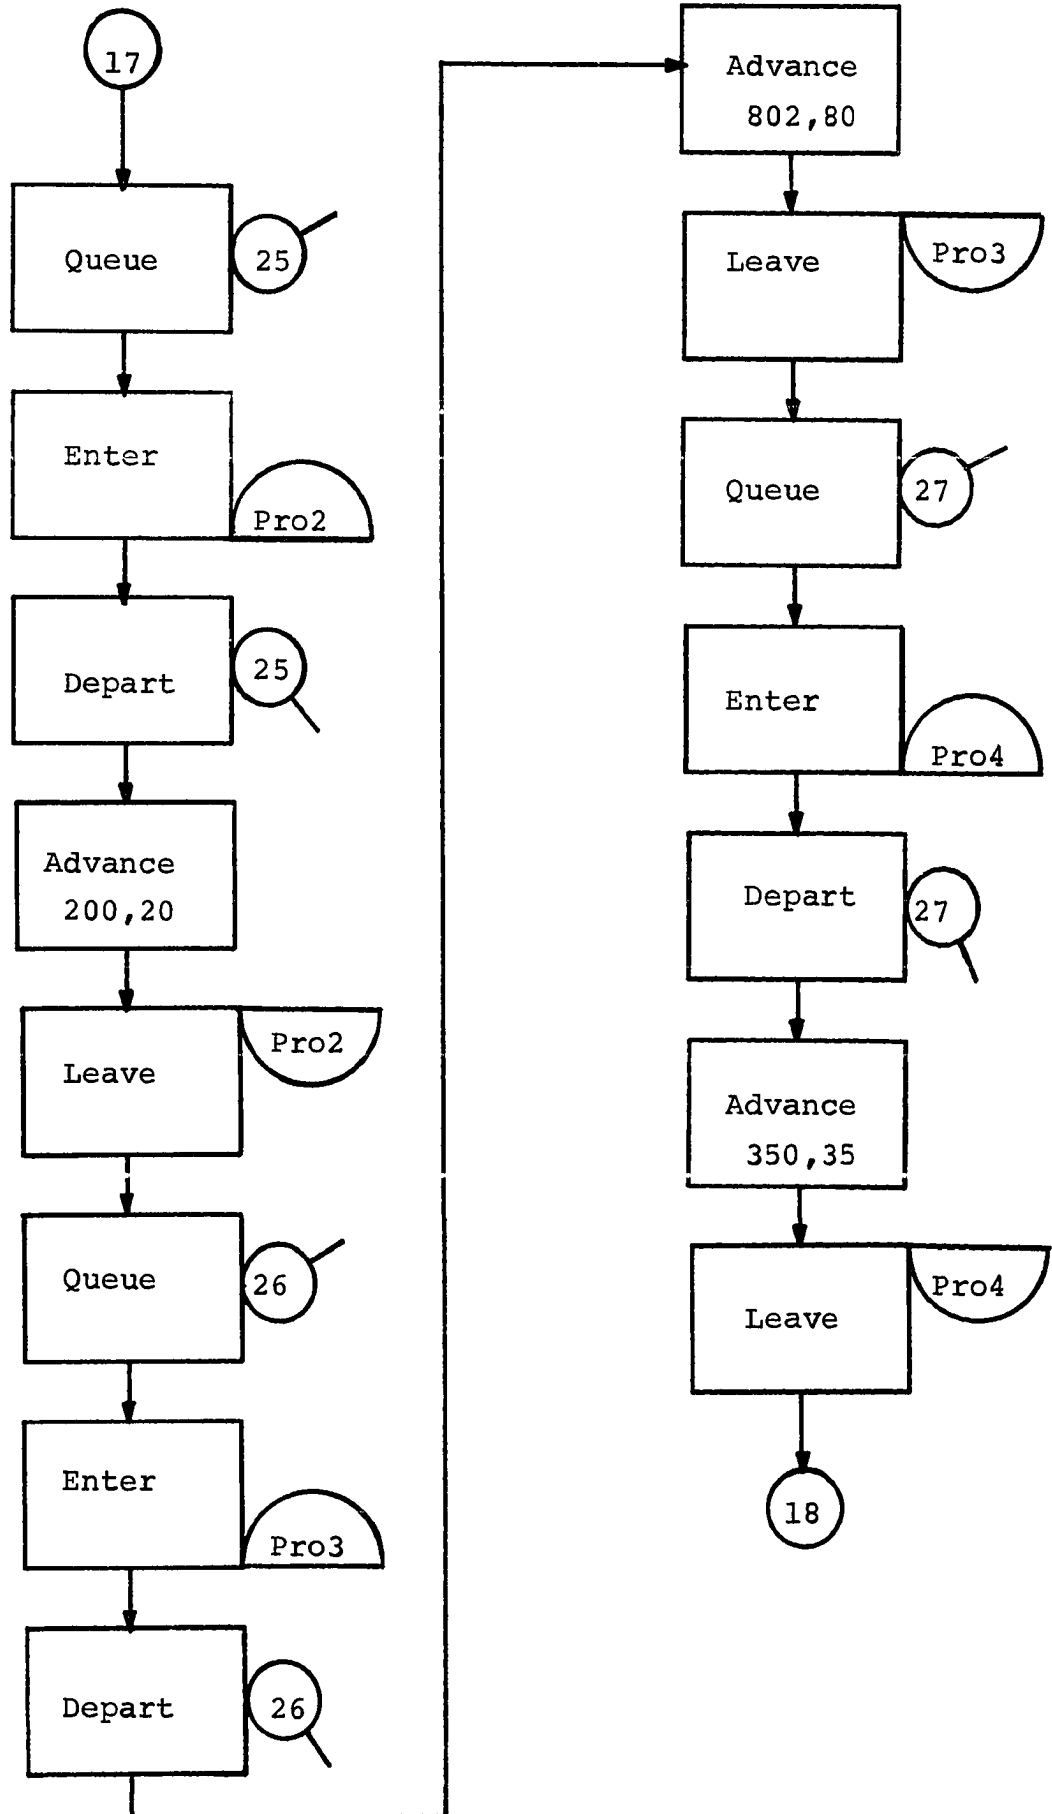 17
Queue
25
Enter
Pro2
Depart
25
Advance
200,20
Leave
Pro2
Queue
26
Enter
Pro3
Depart
26
Advance
802,80
Leave
Pro3
Queue
27
Enter
Pro4
Depart
27
Advance
350,35
Leave
Pro4
18